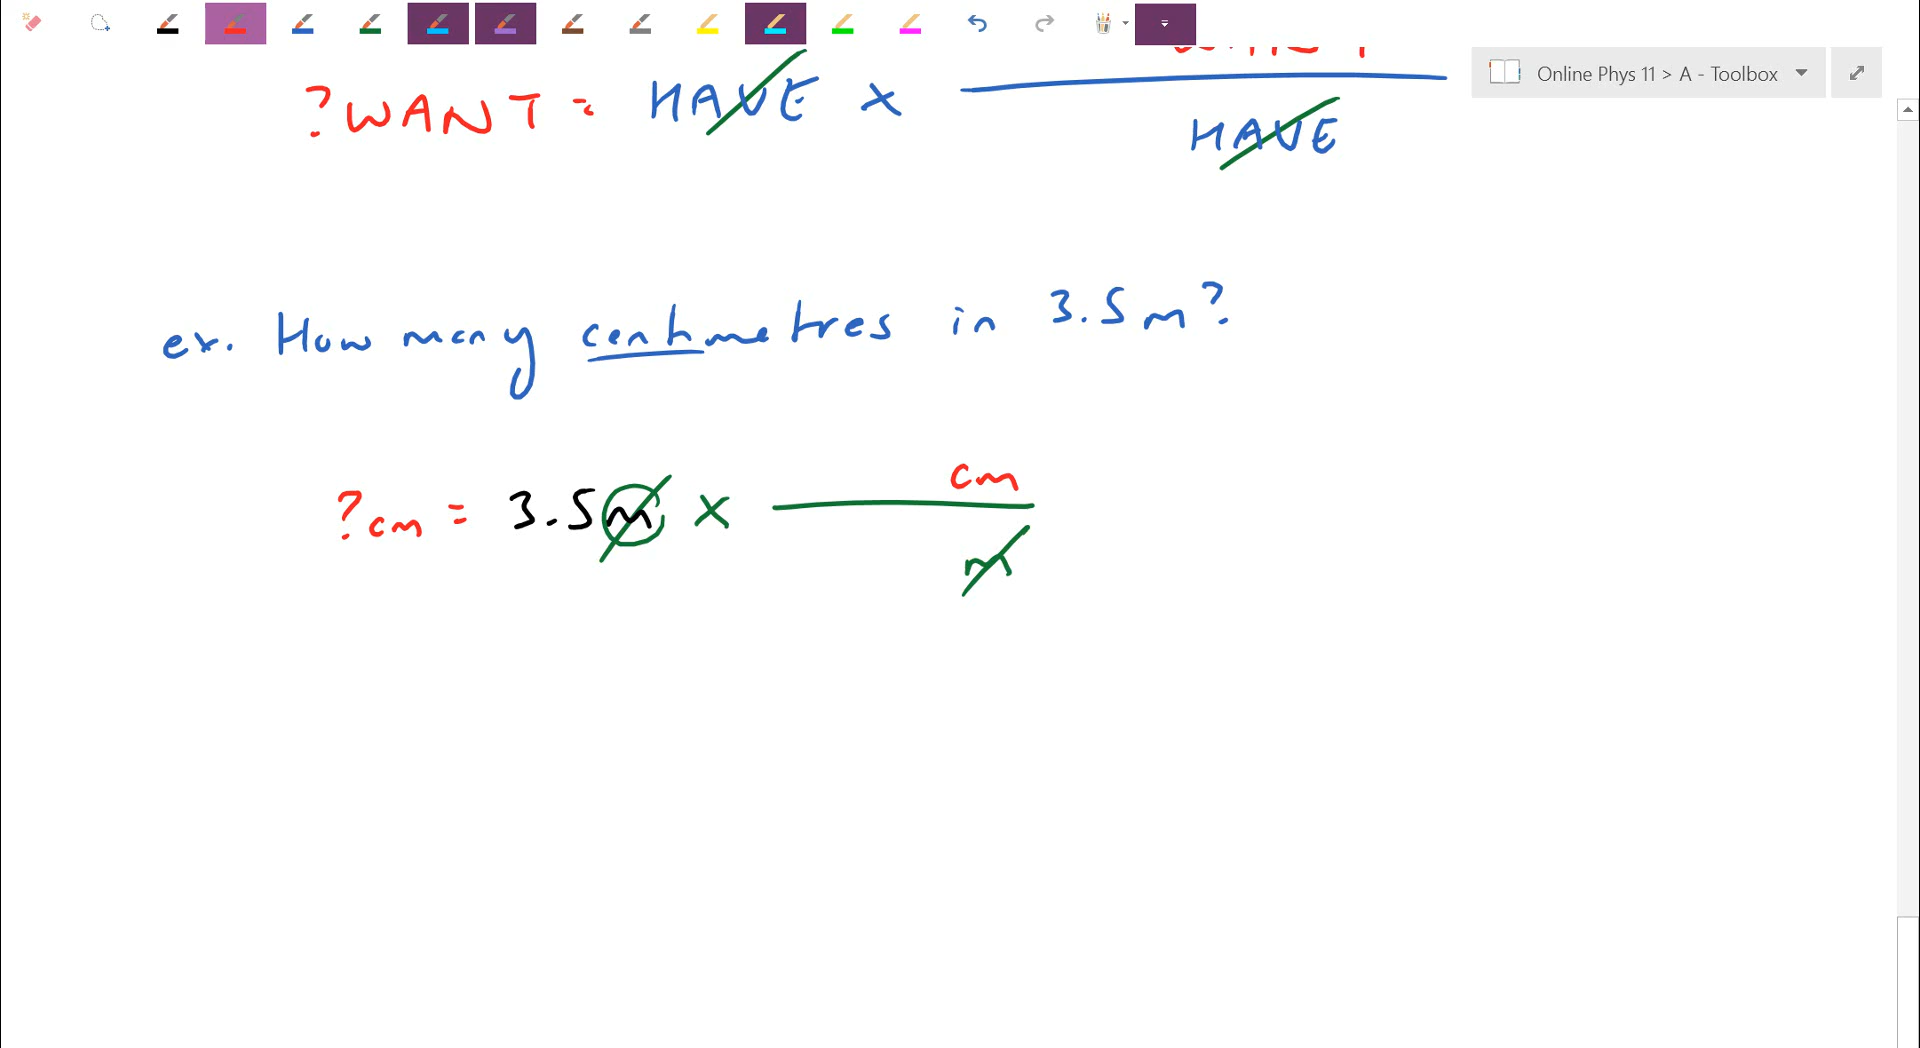 Online Phys 11 > A - Toolbox
? WANT = HAVE x
HAVE
ex. How many centimetres in 3.5 m?
? cm = 3.5 m x cm
m